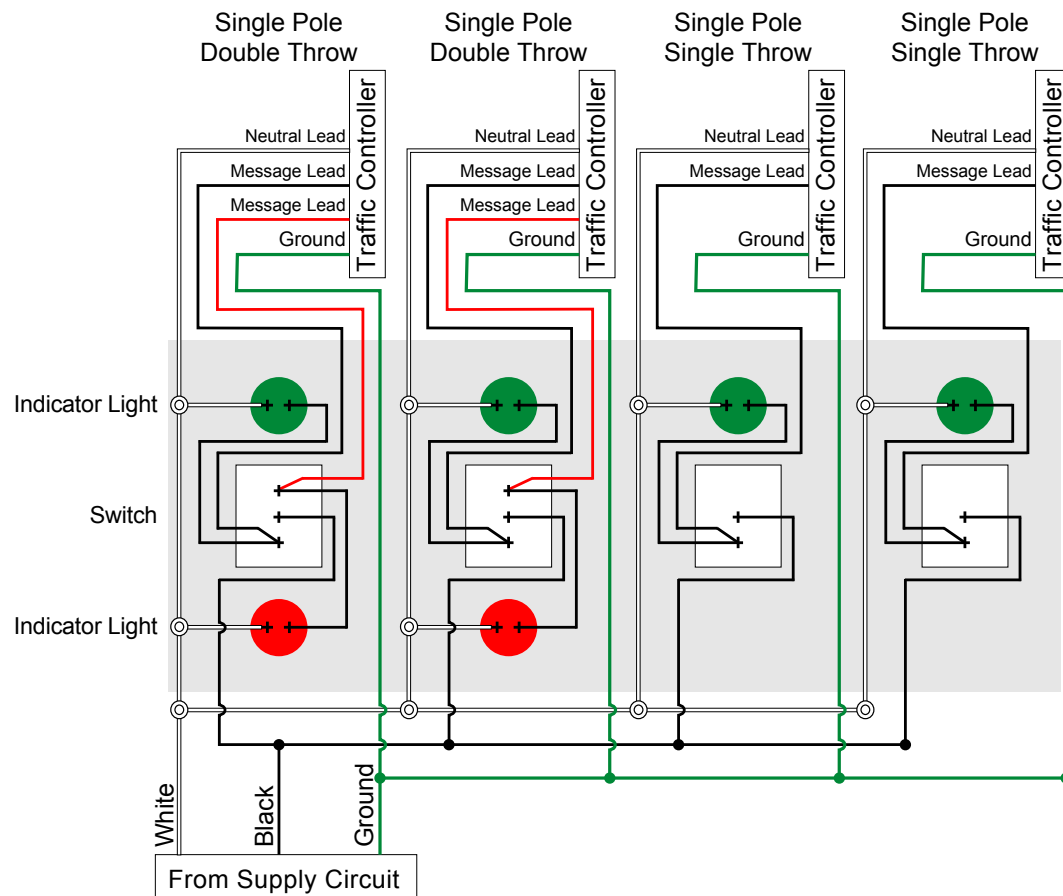 Single Pole
Double Throw
Single Pole
Double Throw
Single Pole
Single Throw
Single Pole
Single Throw
Neutral Lead
Message Lead
Message Lead
Ground
Traffic Controller
Neutral Lead
Message Lead
Message Lead
Ground
Traffic Controller
Neutral Lead
Message Lead
Ground
Traffic Controller
Neutral Lead
Message Lead
Ground
Traffic Controller
Indicator Light
Switch
Indicator Light
White
Black
Ground
From Supply Circuit